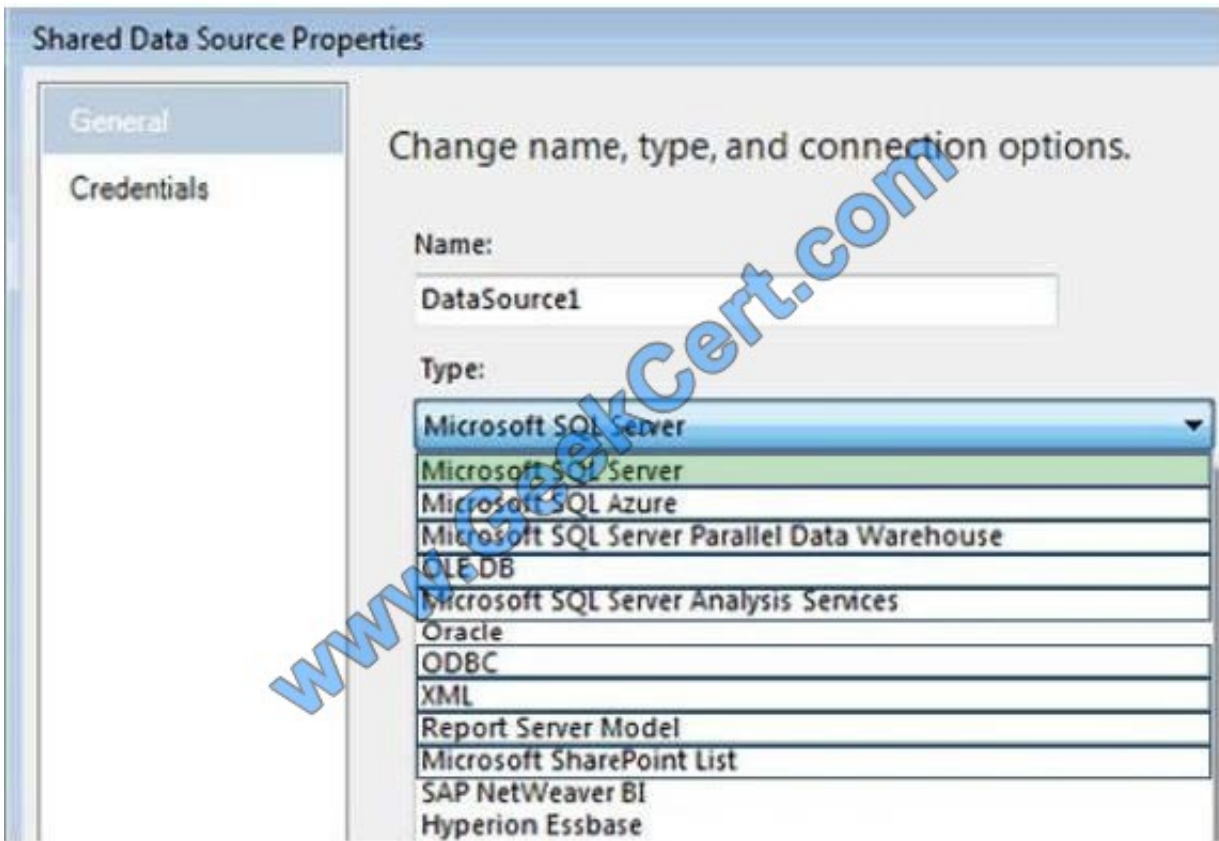 Shared Data Source Properties
General
Credentials
Change name, type, and connection options.
Name:
DataSource1
Type:
Microsoft SQL Server
Microsoft SQL Server
Microsoft SQL Azure
Microsoft SQL Server Parallel Data Warehouse
OLE DB
Microsoft SQL Server Analysis Services
Oracle
ODBC
XML
Report Server Model
Microsoft SharePoint List
SAP NetWeaver BI
Hyperion Essbase
www.GeekCert.com